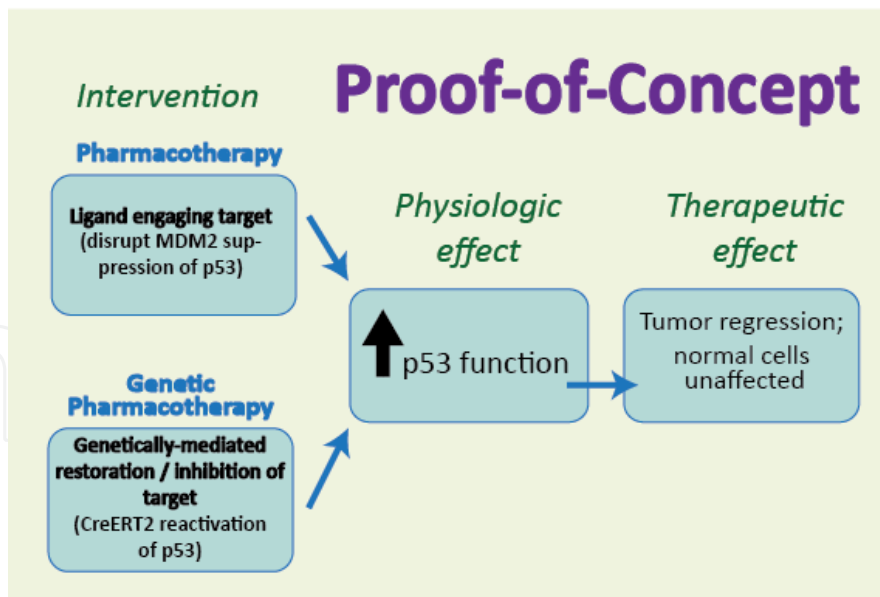 Proof-of-Concept
Intervention
Pharmacotherapy
Ligand engaging target
(disrupt MDM2 sup-
pression of p53)
Genetic
Pharmacotherapy
Genetically-mediated
restoration / inhibition of
target
(CreERT2 reactivation
of p53)
Physiologic
effect
p53 function
Therapeutic
effect
Tumor regression;
normal cells
unaffected